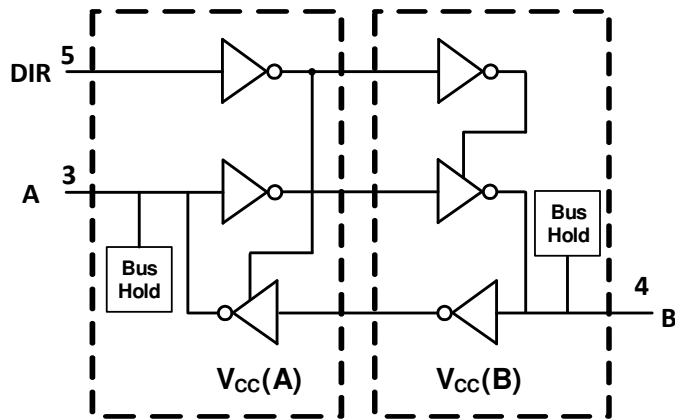 DIR 5
A 3
Bus
Hold
Bus
Hold
4
B
VCC(A)
VCC(B)